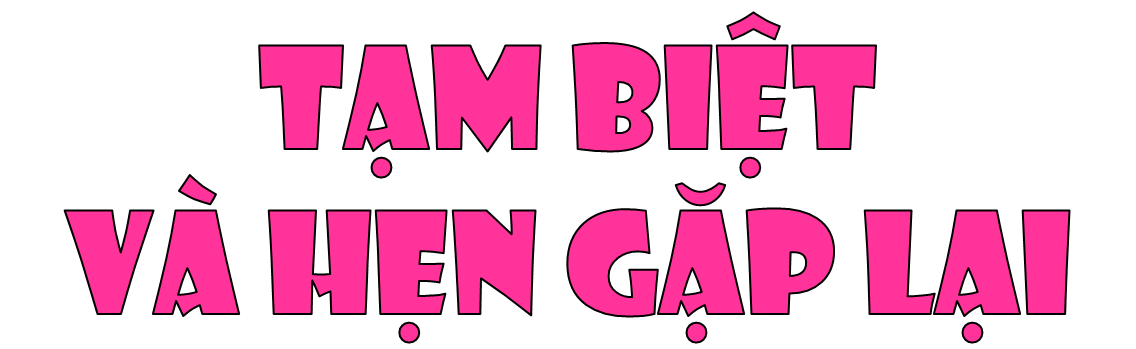 TẠM BIỆT
VÀ HẸN GẶP LẠI